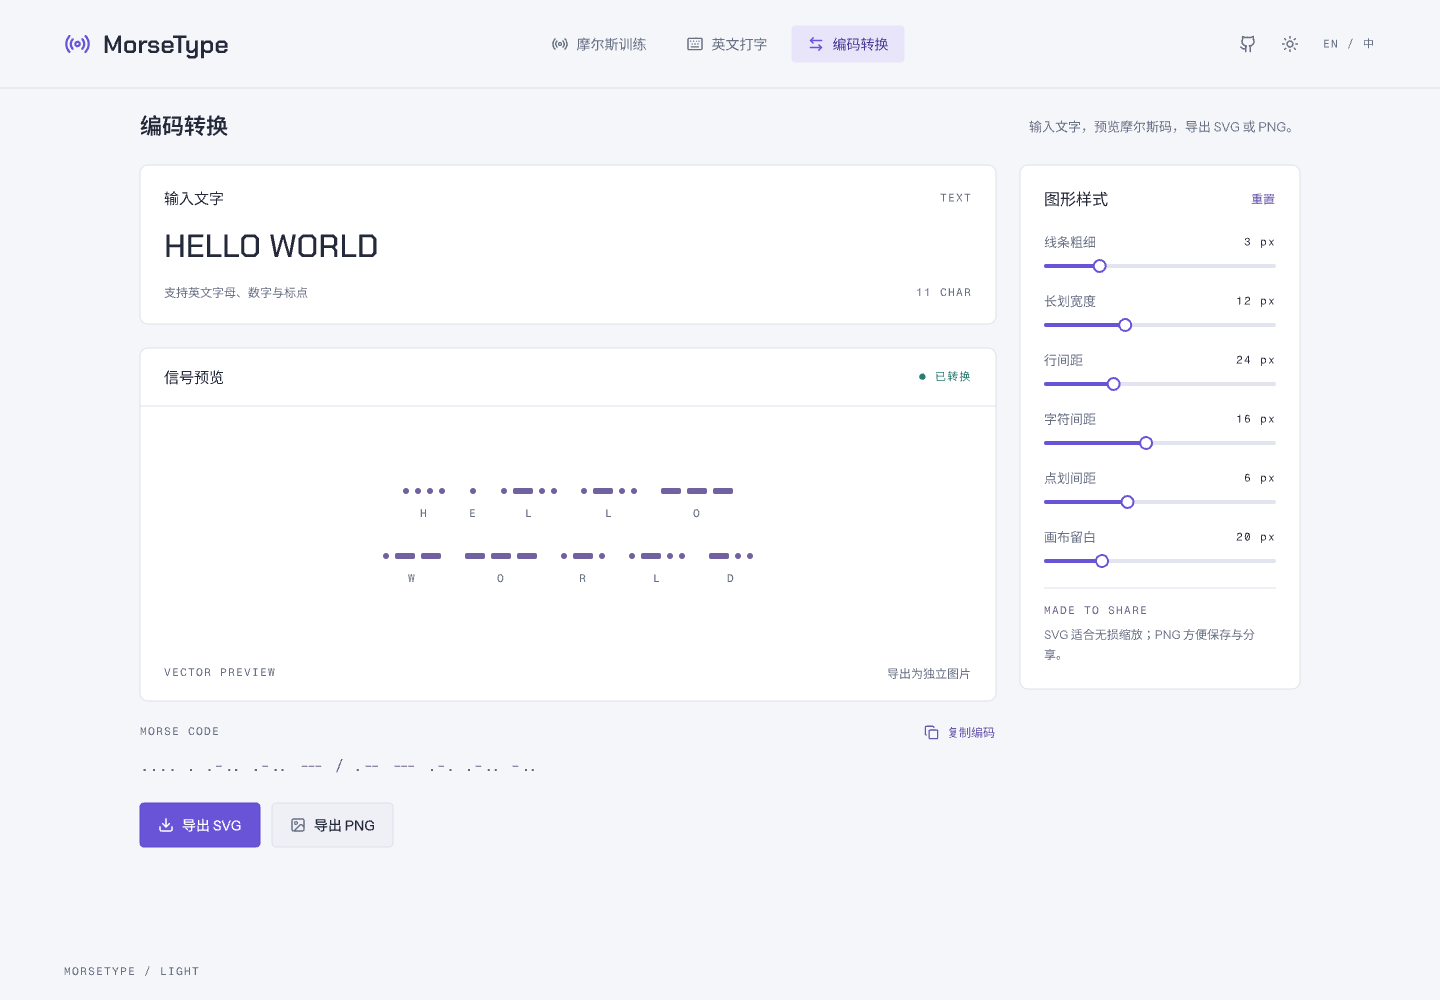 MorseType
摩尔斯训练
英文打字
编码转换
EN / 中
编码转换
输入文字，预览摩尔斯码，导出 SVG 或 PNG。
输入文字
TEXT
HELLO WORLD
支持英文字母、数字与标点
11 CHAR
信号预览
已转换
H E L L O
W O R L D
VECTOR PREVIEW
导出为独立图片
MORSE CODE
复制编码
.... . .-.. .-.. --- / .-- --- .-. .-.. -..
导出 SVG
导出 PNG
图形样式
重置
线条粗细
3 px
长划宽度
12 px
行间距
24 px
字符间距
16 px
点划间距
6 px
画布留白
20 px
MADE TO SHARE
SVG 适合无损缩放；PNG 方便保存与分
享。
MORSETYPE / LIGHT